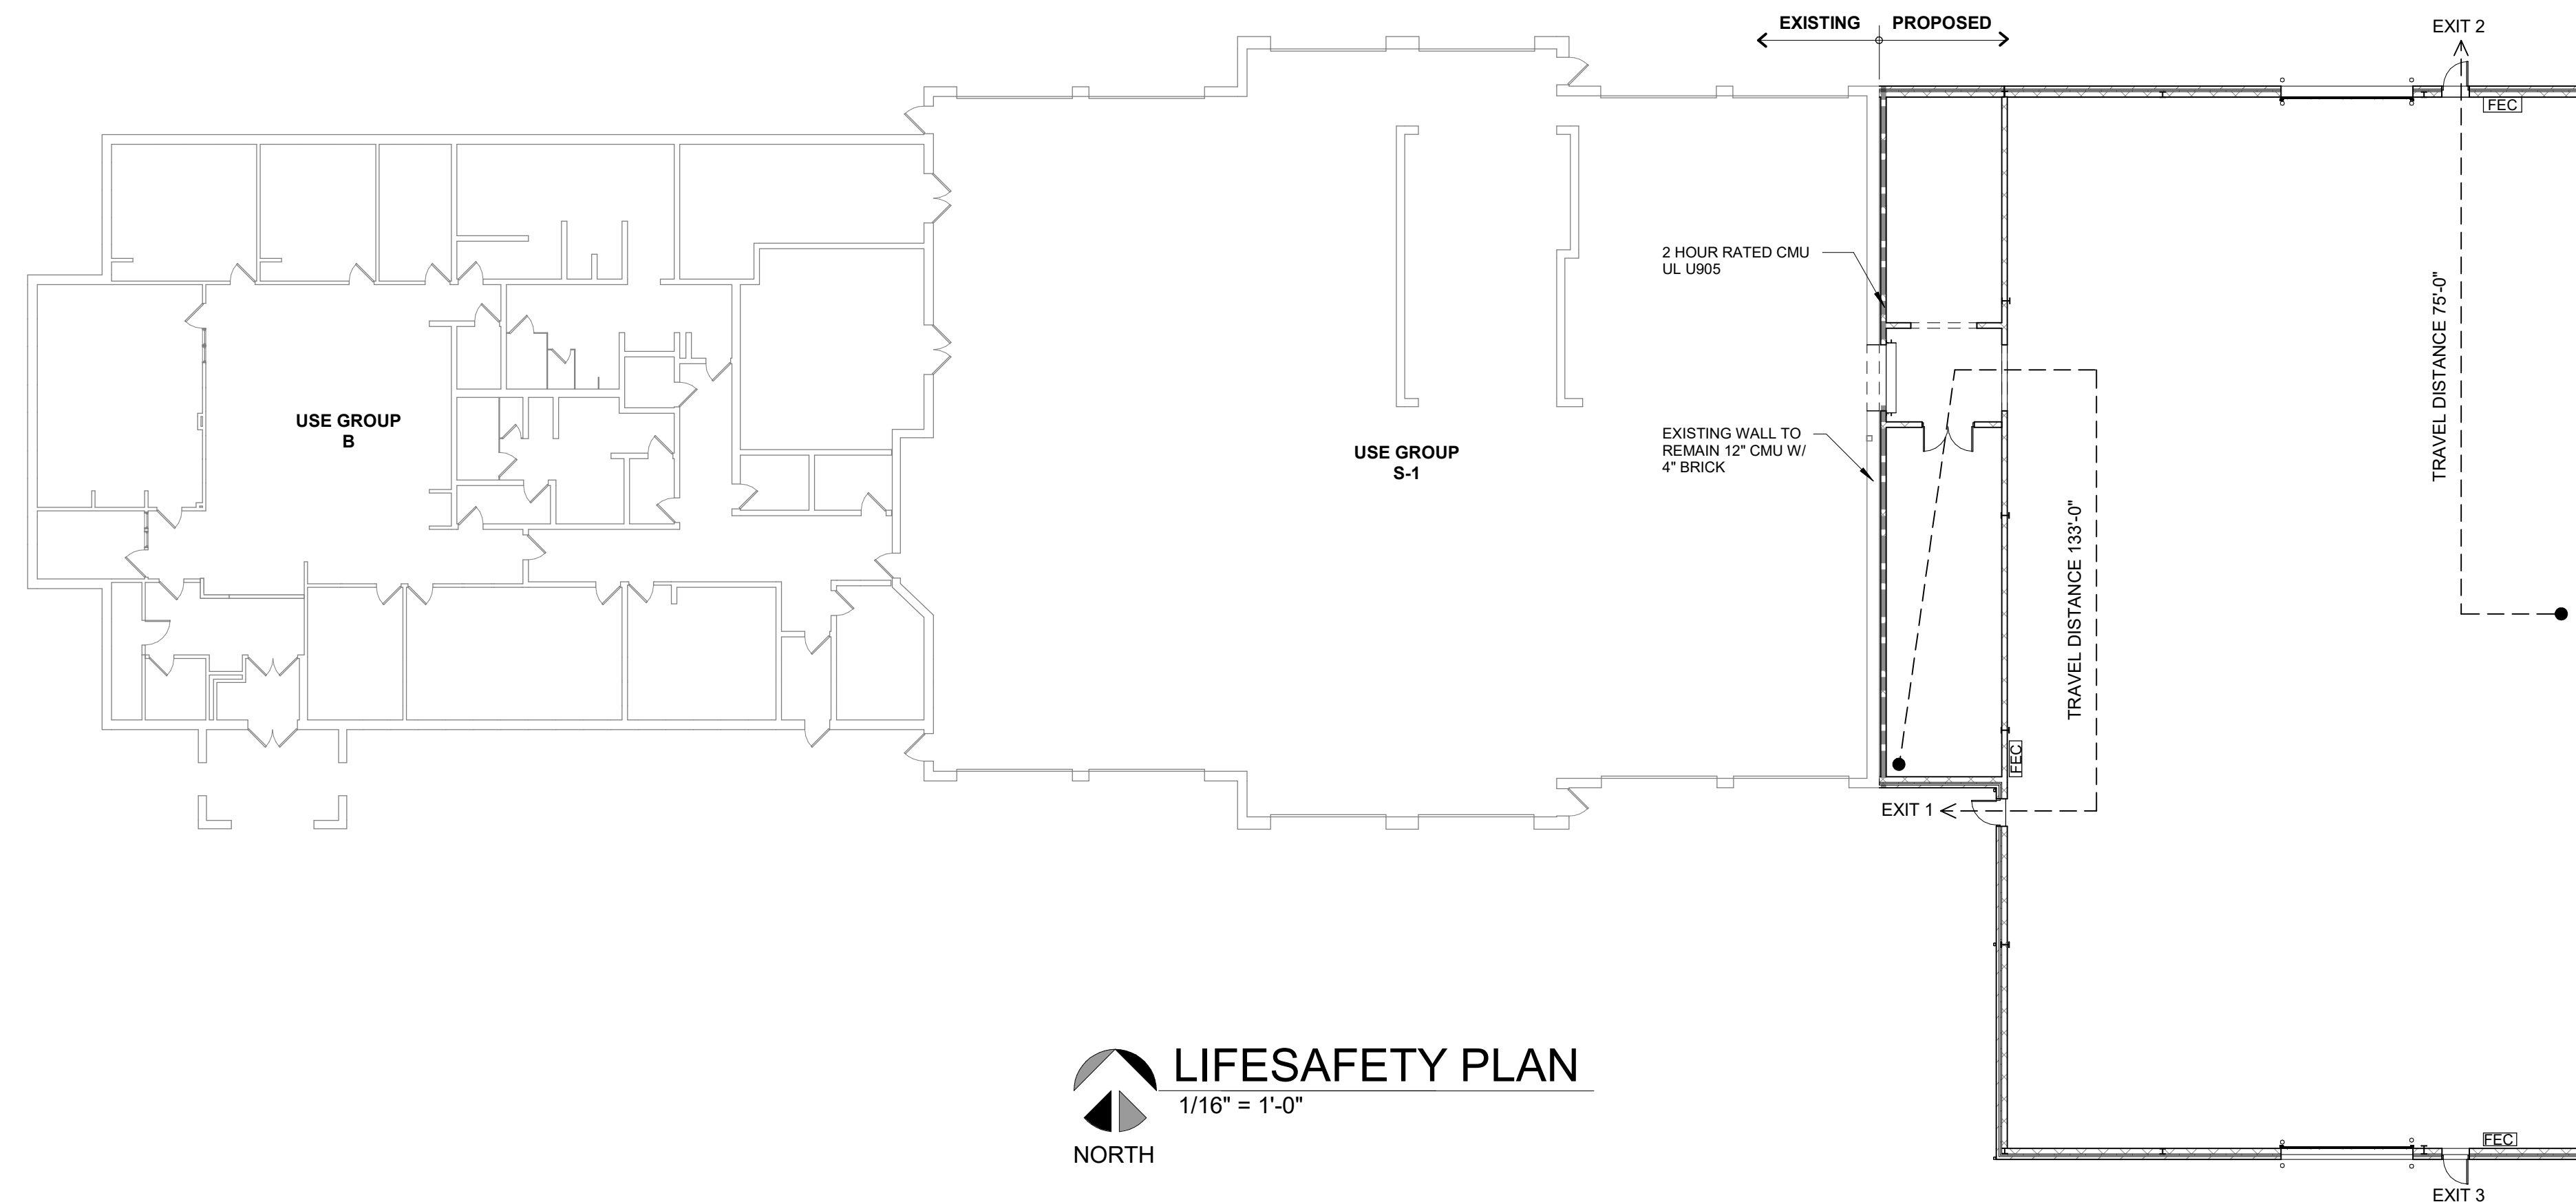 EXISTING
PROPOSED
EXIT 2
FEC
2 HOUR RATED CMU
UL U905
TRAVEL DISTANCE 75'-0"
USE GROUP
B
USE GROUP
S-1
EXISTING WALL TO
REMAIN 12" CMU W/
4" BRICK
TRAVEL DISTANCE 133'-0"
FEC
EXIT 1
LIFESAFETY PLAN
1/16" = 1'-0"
NORTH
FEC
EXIT 3